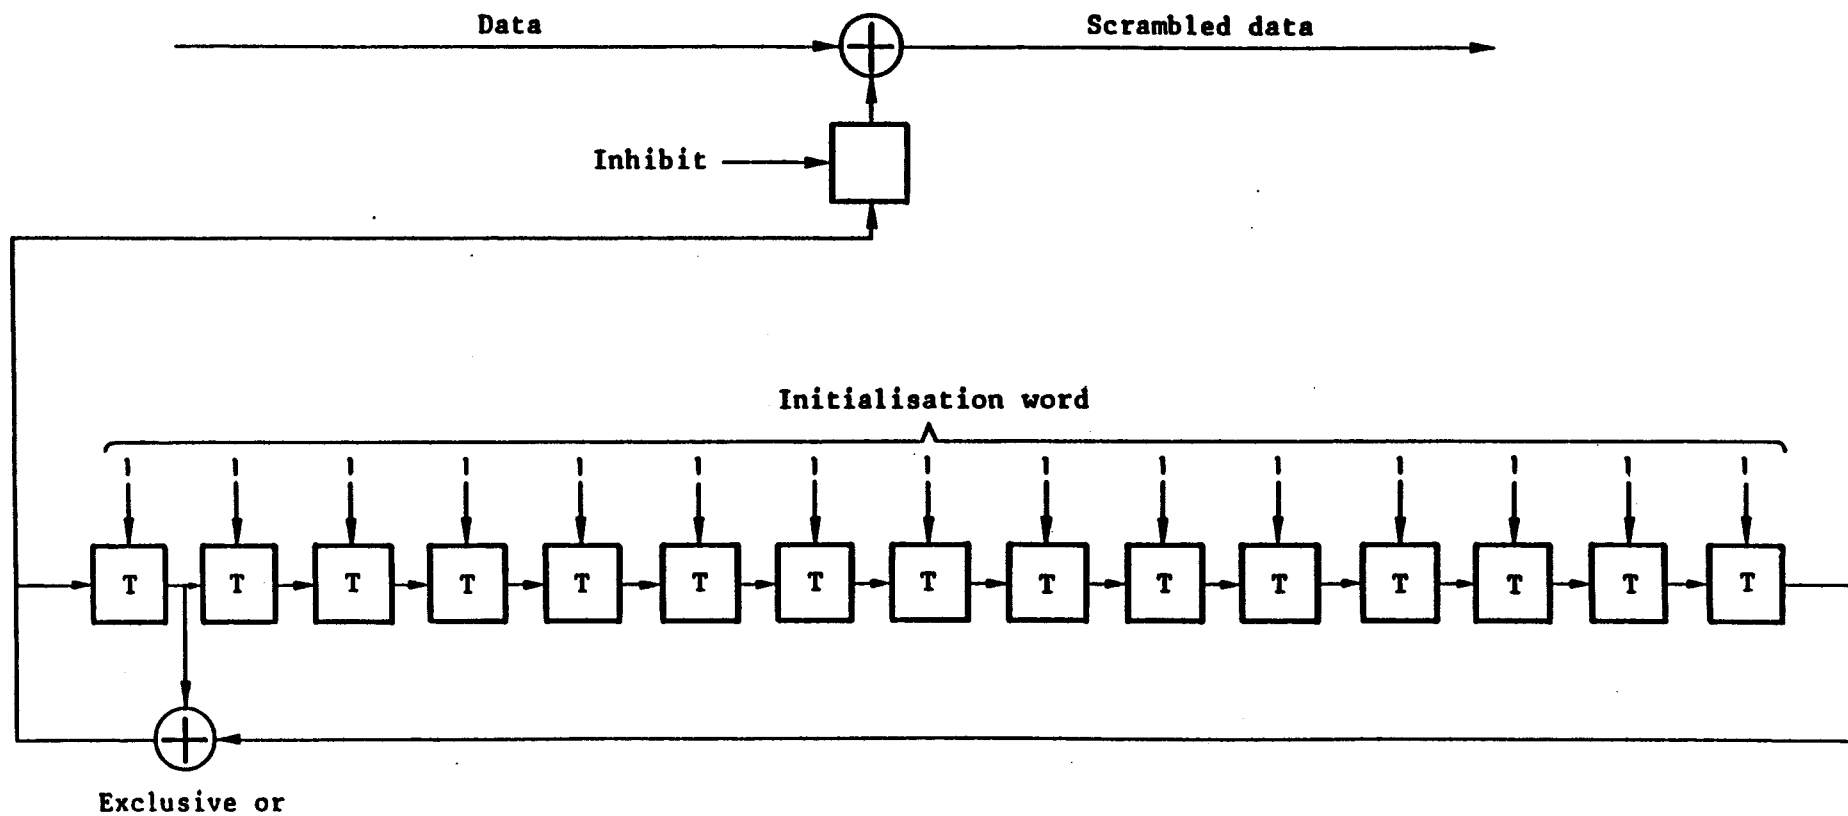 Data
Scrambled data
Inhibit
Initialisation word
T T T T T T T T T T T T T T T
Exclusive or